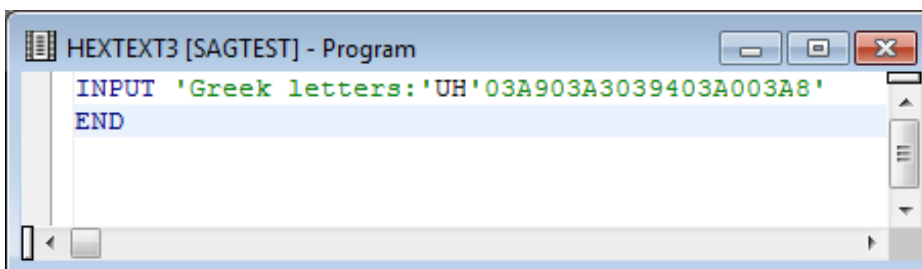 HEXTEXT3 [SAGTEST] - Program
INPUT 'Greek letters:'UH'03A903A3039403A003A8'
END